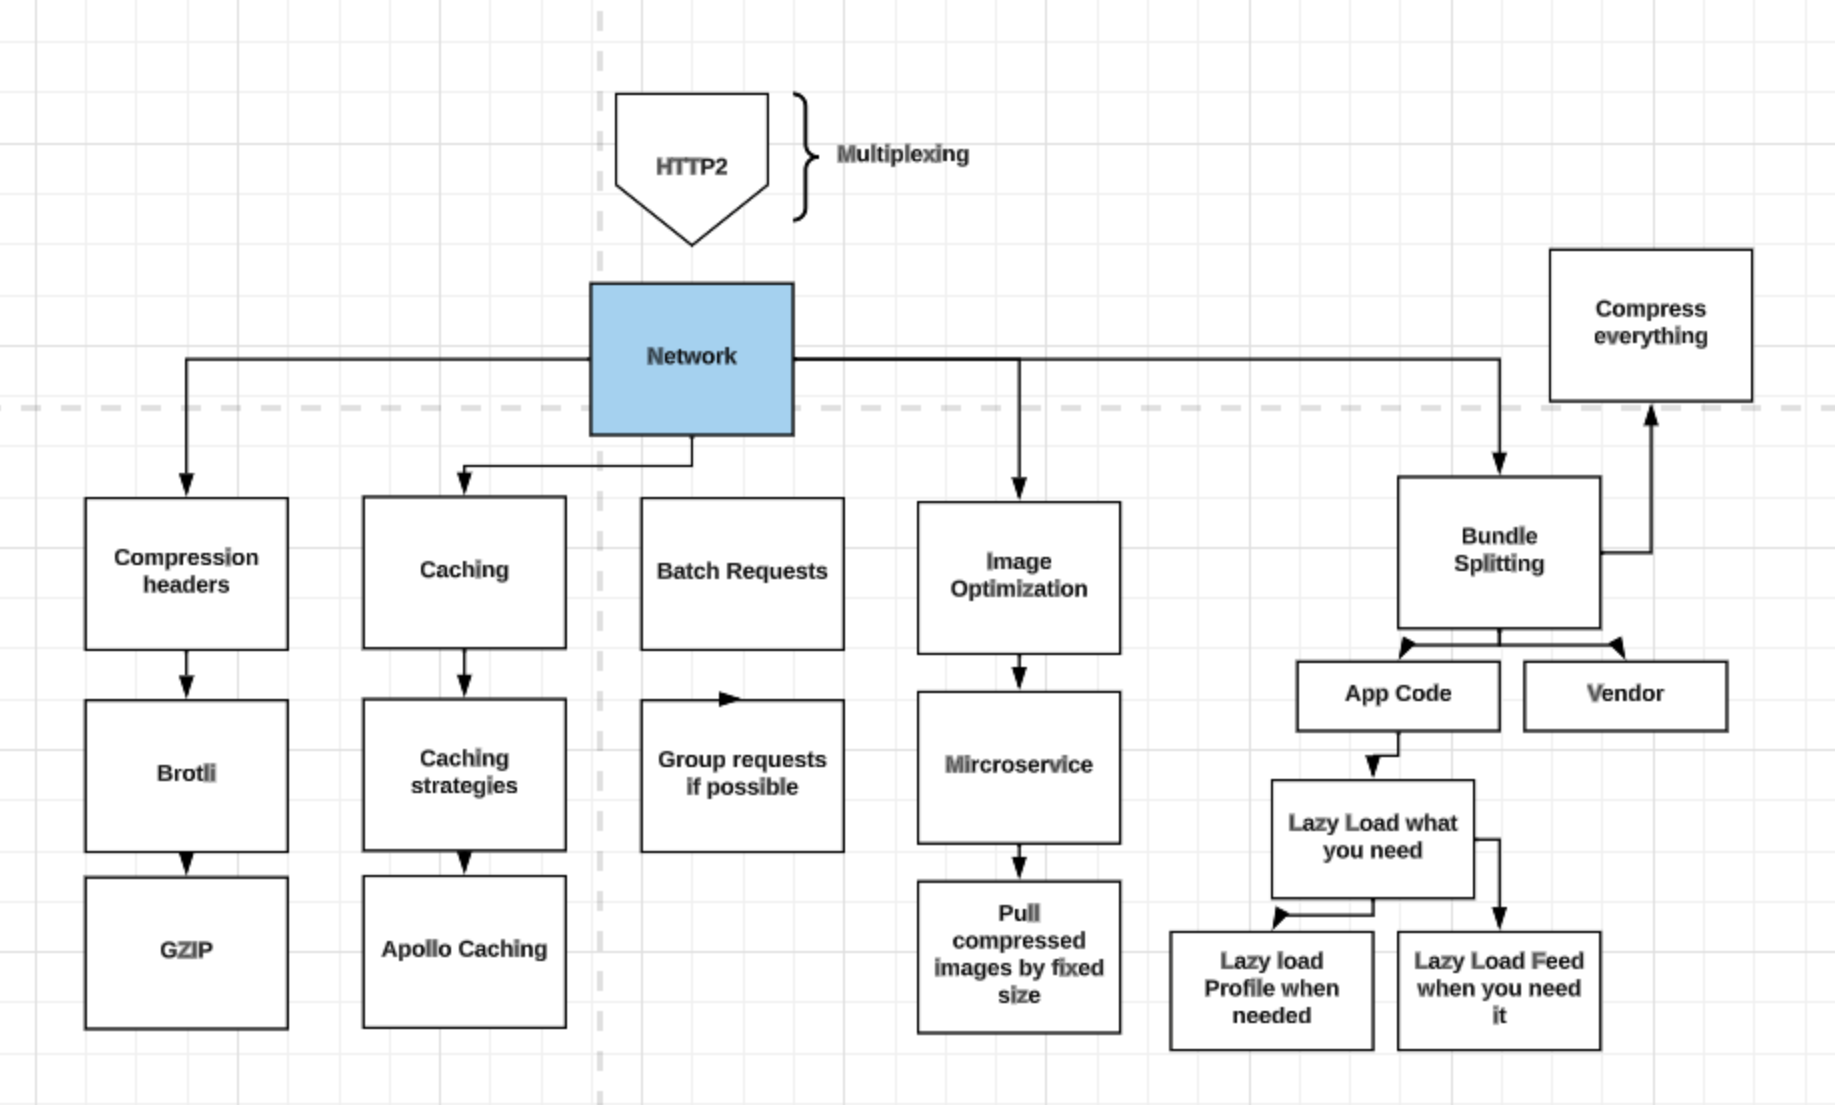 HTTP2
Multiplexing
Network
Compress
everything
Compression
headers
Caching
Batch Requests
Image
Optimization
Bundle
Splitting
App Code
Vendor
Brotli
Caching
strategies
Group requests
if possible
Mircroservice
Lazy Load what
you need
GZIP
Apollo Caching
Pull
compressed
images by fixed
size
Lazy load
Profile when
needed
Lazy Load Feed
when you need
it